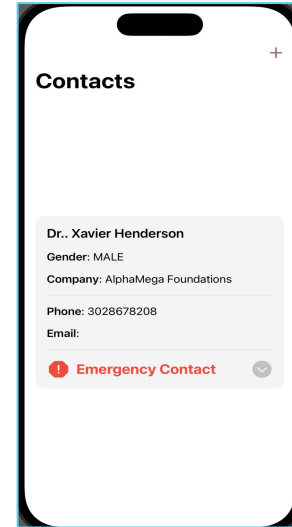 Contacts
Dr.. Xavier Henderson
Gender: MALE
Company: AlphaMega Foundations
Phone: 3028678208
Email:
Emergency Contact